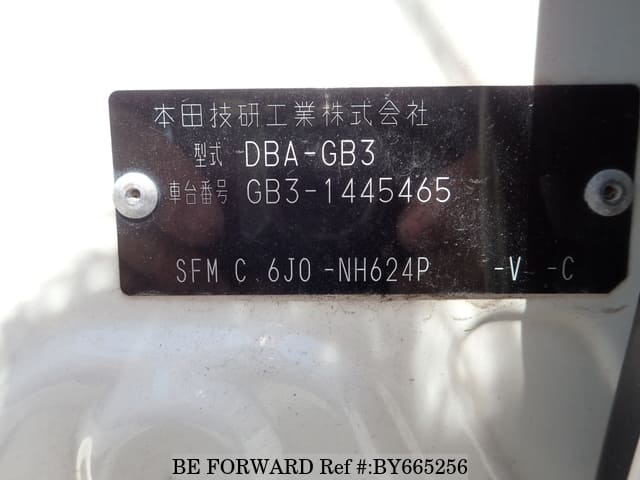 本田技研工業株式会社
型式 DBA-GB3
車台番号 GB3-1445465
SFM C 6J0 -NH624P -V -C
BE FORWARD Ref #:BY665256